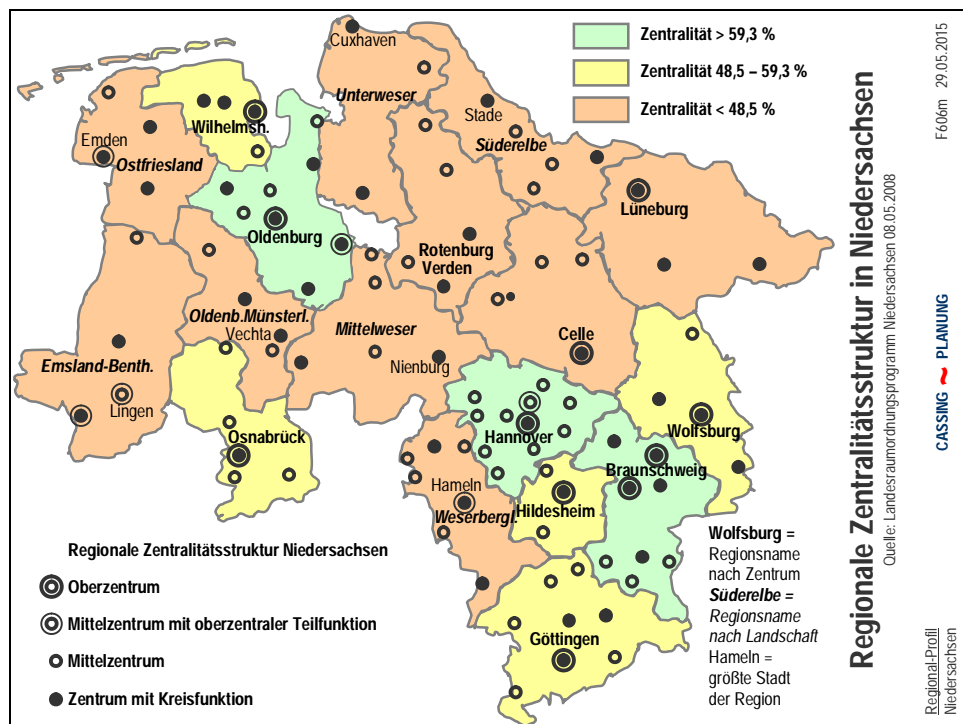 Zentralität > 59,3 %
Zentralität 48,5 – 59,3 %
Zentralität < 48,5 %
Cuxhaven
Unterweser
Stade
Süderelbe
Wilhelmsh.
Emden
Ostfriesland
Lüneburg
Oldenburg
Rotenburg
Verden
Oldenb.Münsterl.
Vechta
Mittelweser
Nienburg
Celle
Emsland-Benth.
Lingen
Osnabrück
Hannover
Wolfsburg
Braunschweig
Hameln
Weserbergl.
Hildesheim
Göttingen
Regionale Zentralitätsstruktur Niedersachsen
Oberzentrum
Mittelzentrum mit oberzentraler Teilfunktion
Mittelzentrum
Zentrum mit Kreisfunktion
Wolfsburg =
Regionsname
nach Zentrum
Süderelbe =
Regionsname
nach Landschaft
Hameln =
größte Stadt
der Region
Regionale Zentralitätsstruktur in Niedersachsen
Quelle: Landesraumordnungsprogramm Niedersachsen 08.05.2008
F606m 29.05.2015
CASSING ~ PLANUNG
Regional-Profil
Niedersachsen